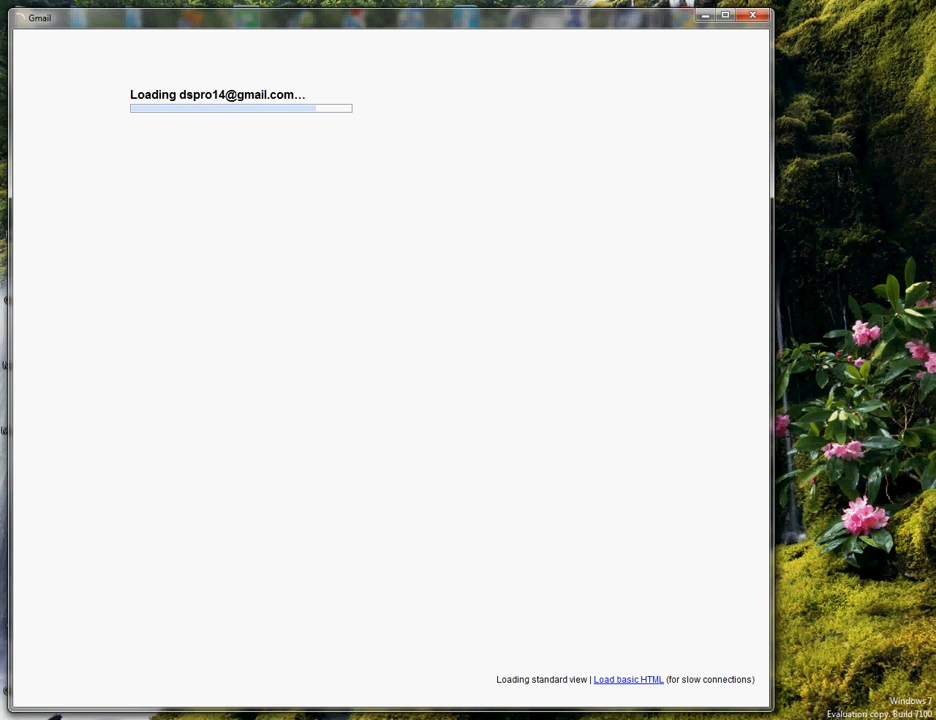 Gmail
Loading dspro14@gmail.com...
Loading standard view | Load basic HTML (for slow connections)
Windows 7
Evaluation copy. Build 7100